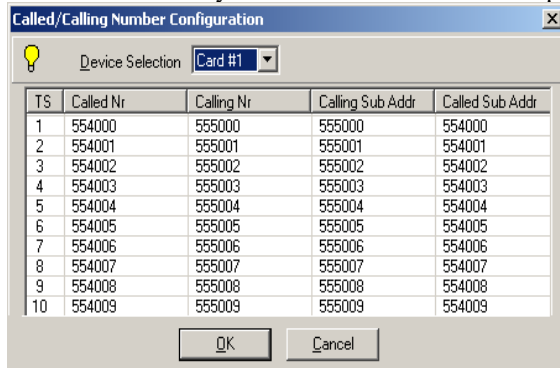 Called/Calling Number Configuration
Device Selection Card #1
TS Called Nr Calling Nr Calling Sub Addr Called Sub Addr
1 554000 555000 555000 554000
2 554001 555001 555001 554001
3 554002 555002 555002 554002
4 554003 555003 555003 554003
5 554004 555004 555004 554004
6 554005 555005 555005 554005
7 554006 555006 555006 554006
8 554007 555007 555007 554007
9 554008 555008 555008 554008
10 554009 555009 555009 554009
OK Cancel